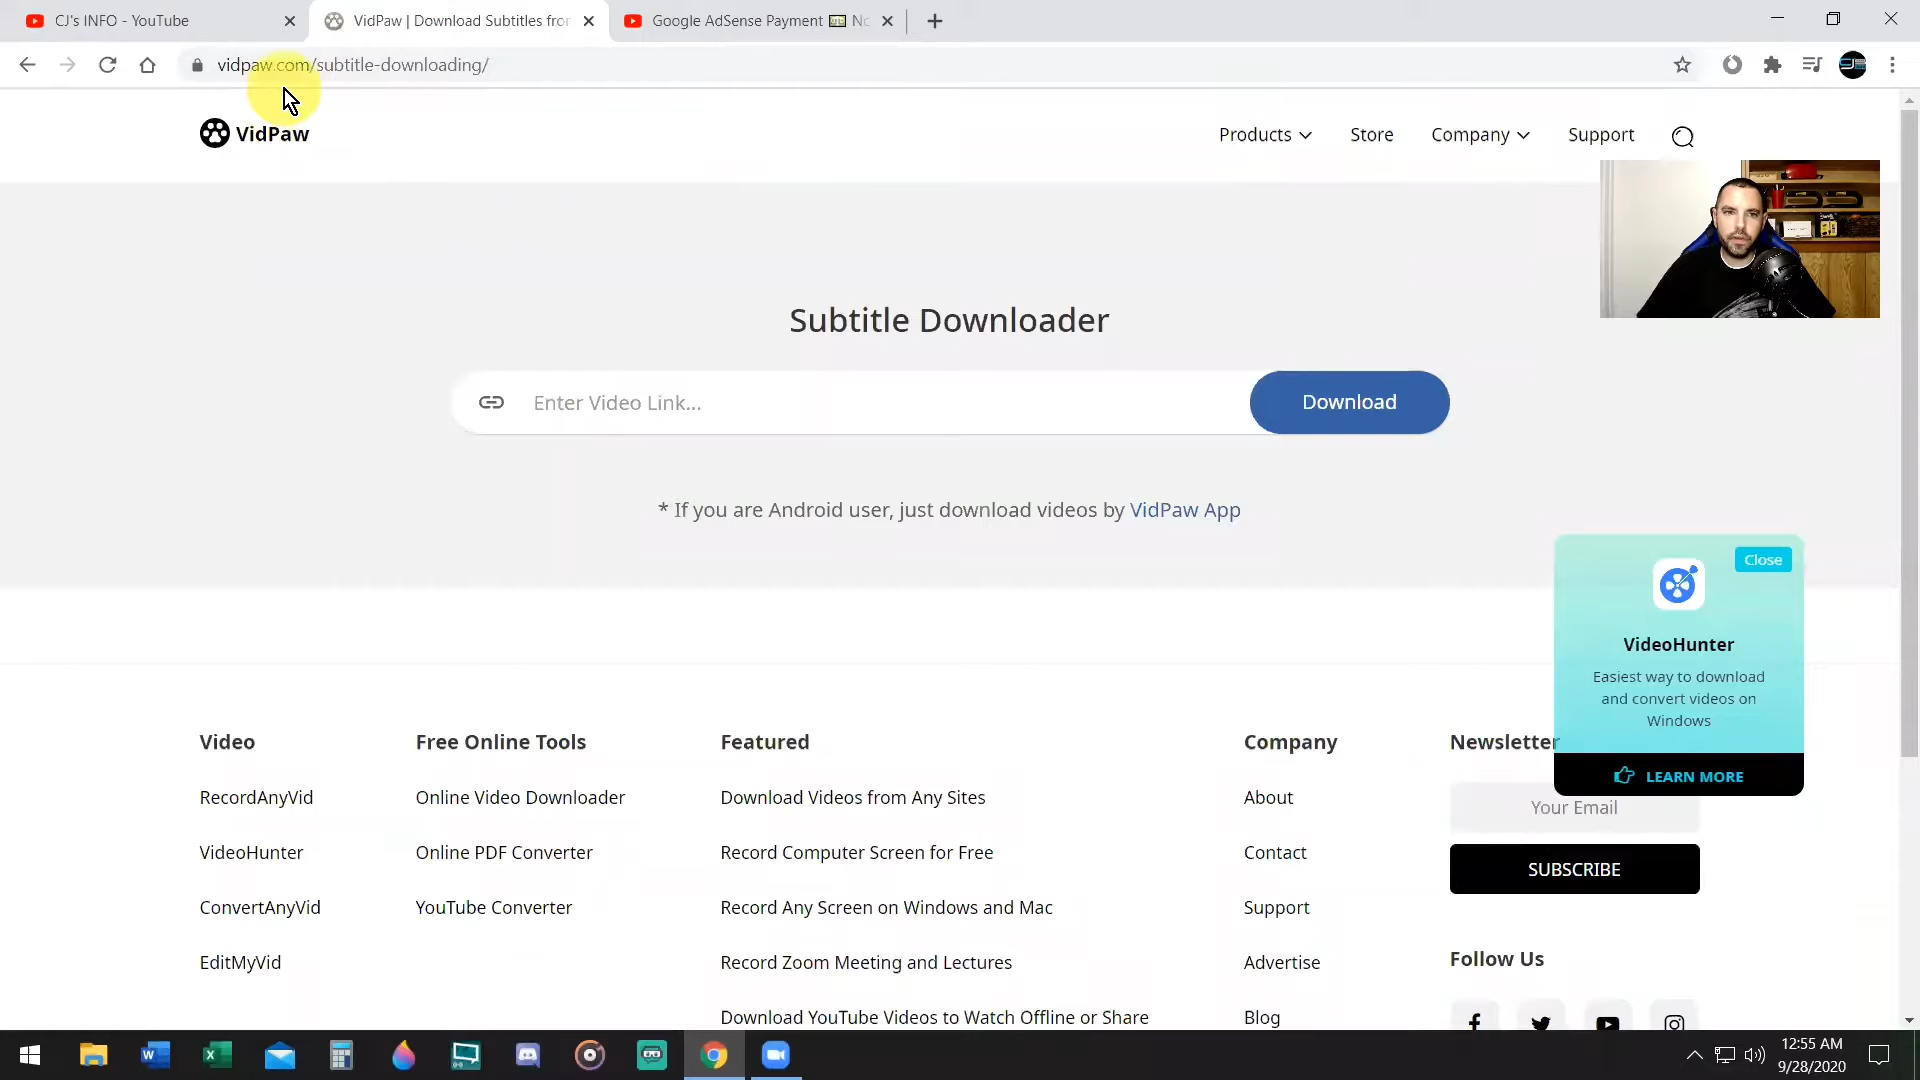 CJ's INFO - YouTube
VidPaw | Download Subtitles fro
Google AdSense Payment
vidpaw.com/subtitle-downloading/
VidPaw
Products
Store
Company
Support
Subtitle Downloader
Enter Video Link...
Download
* If you are Android user, just download videos by VidPaw App
Close
VideoHunter
Easiest way to download
and convert videos on
Windows
LEARN MORE
Video
RecordAnyVid
VideoHunter
ConvertAnyVid
EditMyVid
Free Online Tools
Online Video Downloader
Online PDF Converter
YouTube Converter
Featured
Download Videos from Any Sites
Record Computer Screen for Free
Record Any Screen on Windows and Mac
Record Zoom Meeting and Lectures
Download YouTube Videos to Watch Offline or Share
Company
About
Contact
Support
Advertise
Blog
Newsletter
Your Email
SUBSCRIBE
Follow Us
12:55 AM
9/28/2020